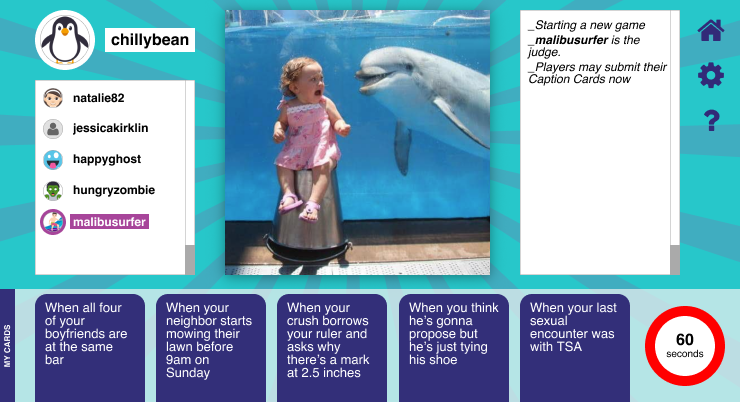 chillybean
natalie82
jessicakirklin
happyghost
hungryzombie
malibusurfer
_Starting a new game
_malibusurfer is the
judge.
_Players may submit their
Caption Cards now
?
MY CARDS
When all four
of your
boyfriends are
at the same
bar
When your
neighbor starts
mowing their
lawn before
9am on
Sunday
When your
crush borrows
your ruler and
asks why
there's a mark
at 2.5 inches
When you think
he's gonna
propose but
he's just tying
his shoe
When your last
sexual
encounter was
with TSA
60
seconds